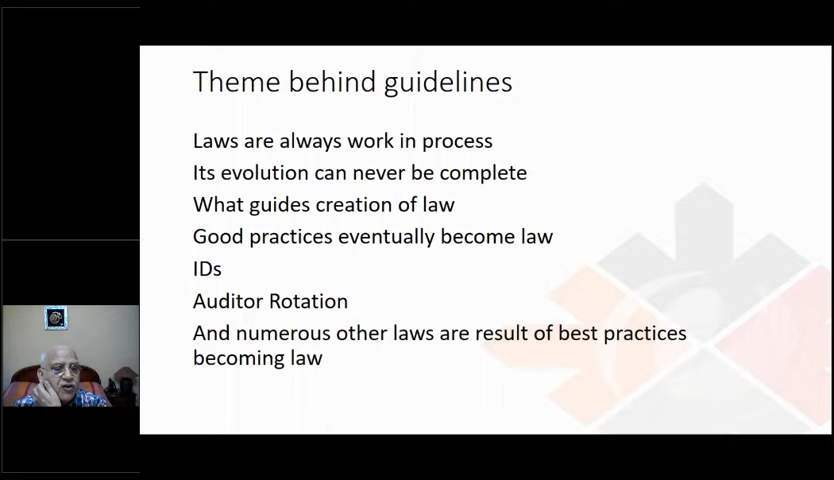 Theme behind guidelines
Laws are always work in process
Its evolution can never be complete
What guides creation of law
Good practices eventually become law
IDs
Auditor Rotation
And numerous other laws are result of best practices
becoming law